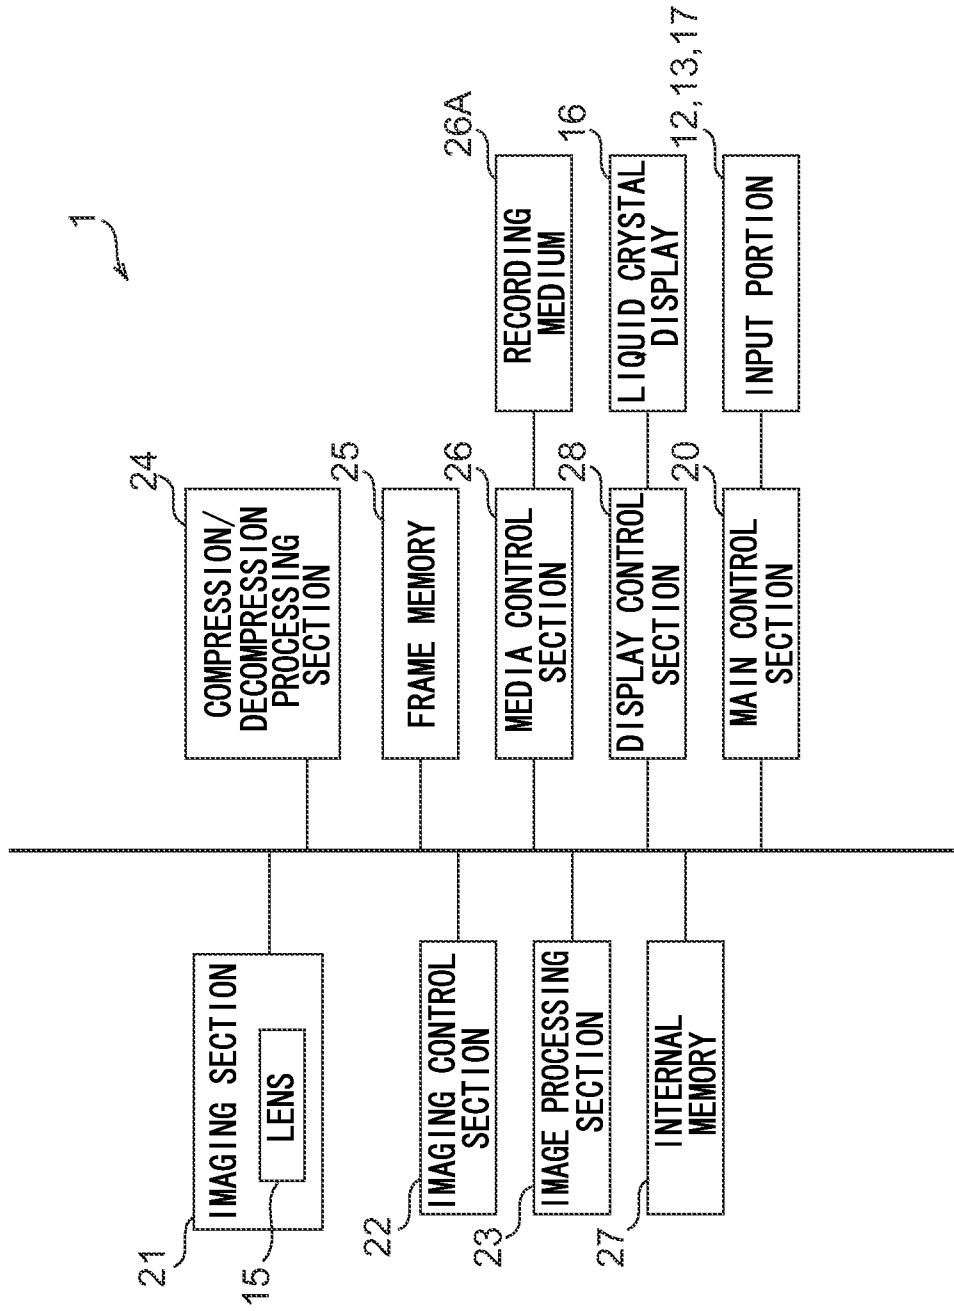 1
21
IMAGING SECTION
15
LENS
22
IMAGING CONTROL
SECTION
23
IMAGE PROCESSING
SECTION
27
INTERNAL
MEMORY
24
COMPRESSION/
DECOMPRESSION
PROCESSING
SECTION
25
FRAME MEMORY
26
MEDIA CONTROL
SECTION
28
DISPLAY CONTROL
SECTION
20
MAIN CONTROL
SECTION
26A
RECORDING
MEDIUM
16
LIQUID CRYSTAL
DISPLAY
12,13,17
INPUT PORTION